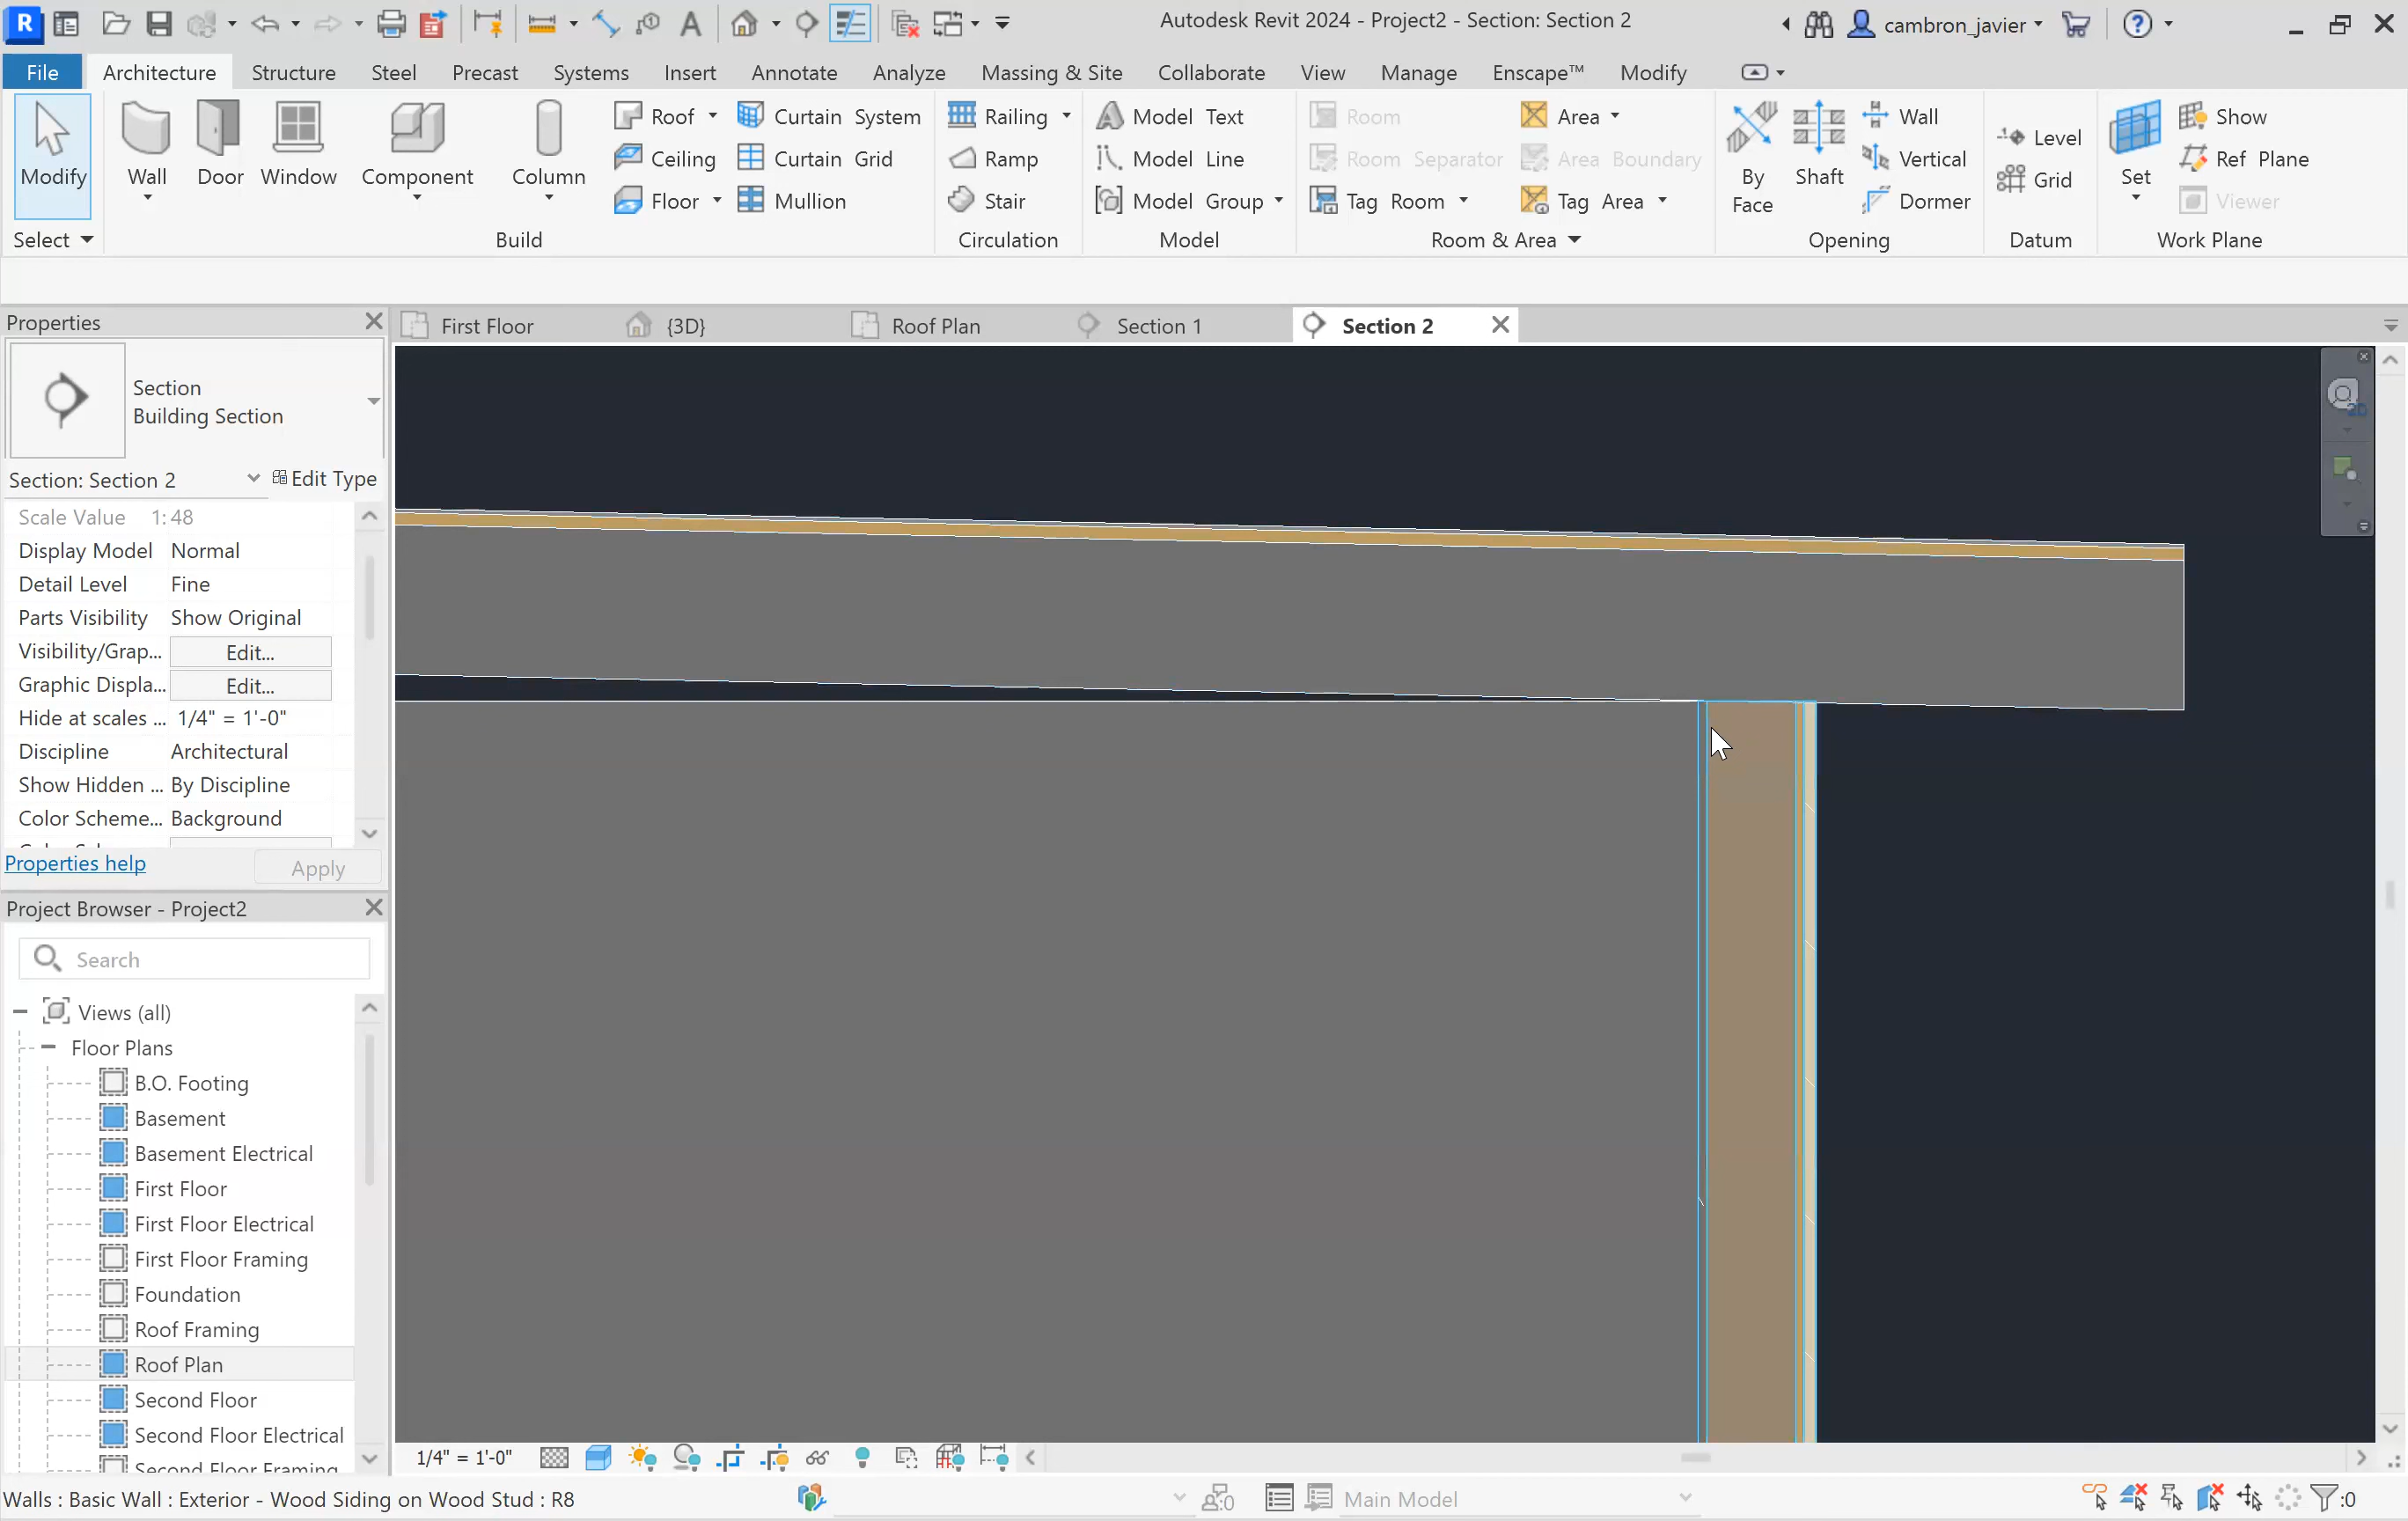 R
Autodesk Revit 2024 - Project2 - Section: Section 2
cambron_javier
File Architecture Structure Steel Precast Systems Insert Annotate Analyze Massing & Site Collaborate View Manage Enscape™ Modify
Modify
Wall
Door
Window
Component
Column
Roof
Ceiling
Floor
Curtain System
Curtain Grid
Mullion
Railing
Ramp
Stair
Model Text
Model Line
Model Group
Room
Room Separator
Tag Room
Area
Area Boundary
Tag Area
By
Face
Shaft
Wall
Vertical
Dormer
Level
Grid
Set
Show
Ref Plane
Viewer
Select Build Circulation Model Room & Area Opening Datum Work Plane
Properties
First Floor {3D} Roof Plan Section 1 Section 2
Section
Building Section
Section: Section 2 Edit Type
Scale Value 1: 48
Display Model Normal
Detail Level Fine
Parts Visibility Show Original
Visibility/Grap... Edit...
Graphic Displa... Edit...
Hide at scales ... 1/4" = 1'-0"
Discipline Architectural
Show Hidden ... By Discipline
Color Scheme... Background
Properties help Apply
Project Browser - Project2
Search
Views (all)
Floor Plans
B.O. Footing
Basement
Basement Electrical
First Floor
First Floor Electrical
First Floor Framing
Foundation
Roof Framing
Roof Plan
Second Floor
Second Floor Electrical
Second Floor Framing
2D
1/4" = 1'-0"
Walls : Basic Wall : Exterior - Wood Siding on Wood Stud : R8
:0
Main Model
:0